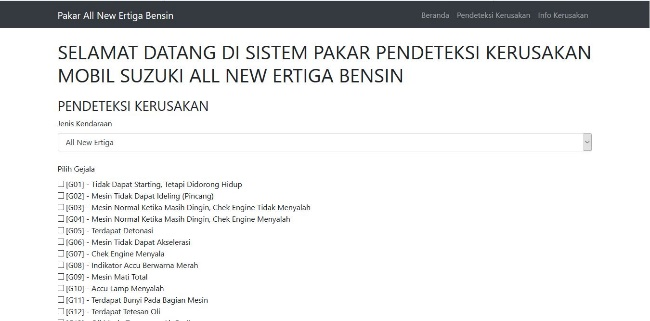 Pakar All New Ertiga Bensin
Beranda Pendeteksi Kerusakan Info Kerusakan
SELAMAT DATANG DI SISTEM PAKAR PENDETEKSI KERUSAKAN
MOBIL SUZUKI ALL NEW ERTIGA BENSIN
PENDETEKSI KERUSAKAN
Jenis Kendaraan
All New Ertiga
Pilih Gejala
[G01] - Tidak Dapat Starting, Tetapi Didorong Hidup
[G02] - Mesin Tidak Dapat Ideling (Pincang)
[G03] - Mesin Normal Ketika Masih Dingin, Chek Engine Tidak Menyalah
[G04] - Mesin Normal Ketika Masih Dingin, Chek Engine Menyalah
[G05] - Terdapat Detonasi
[G06] - Mesin Tidak Dapat Akselerasi
[G07] - Chek Engine Menyala
[G08] - Indikator Accu Berwarna Merah
[G09] - Mesin Mati Total
[G10] - Accu Lamp Menyalah
[G11] - Terdapat Bunyi Pada Bagian Mesin
[G12] - Terdapat Tetesan Oli